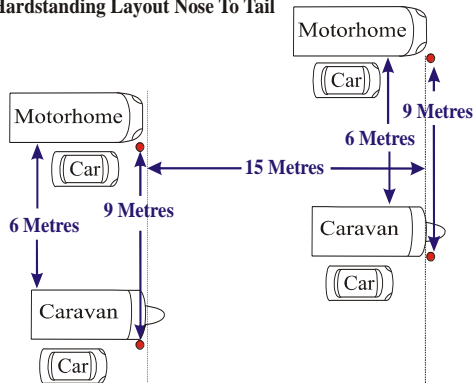 Hardstanding Layout Nose To Tail
Motorhome
Car
9 Metres
6 Metres
Motorhome
Car
15 Metres
9 Metres
6 Metres
Caravan
Car
Caravan
Car